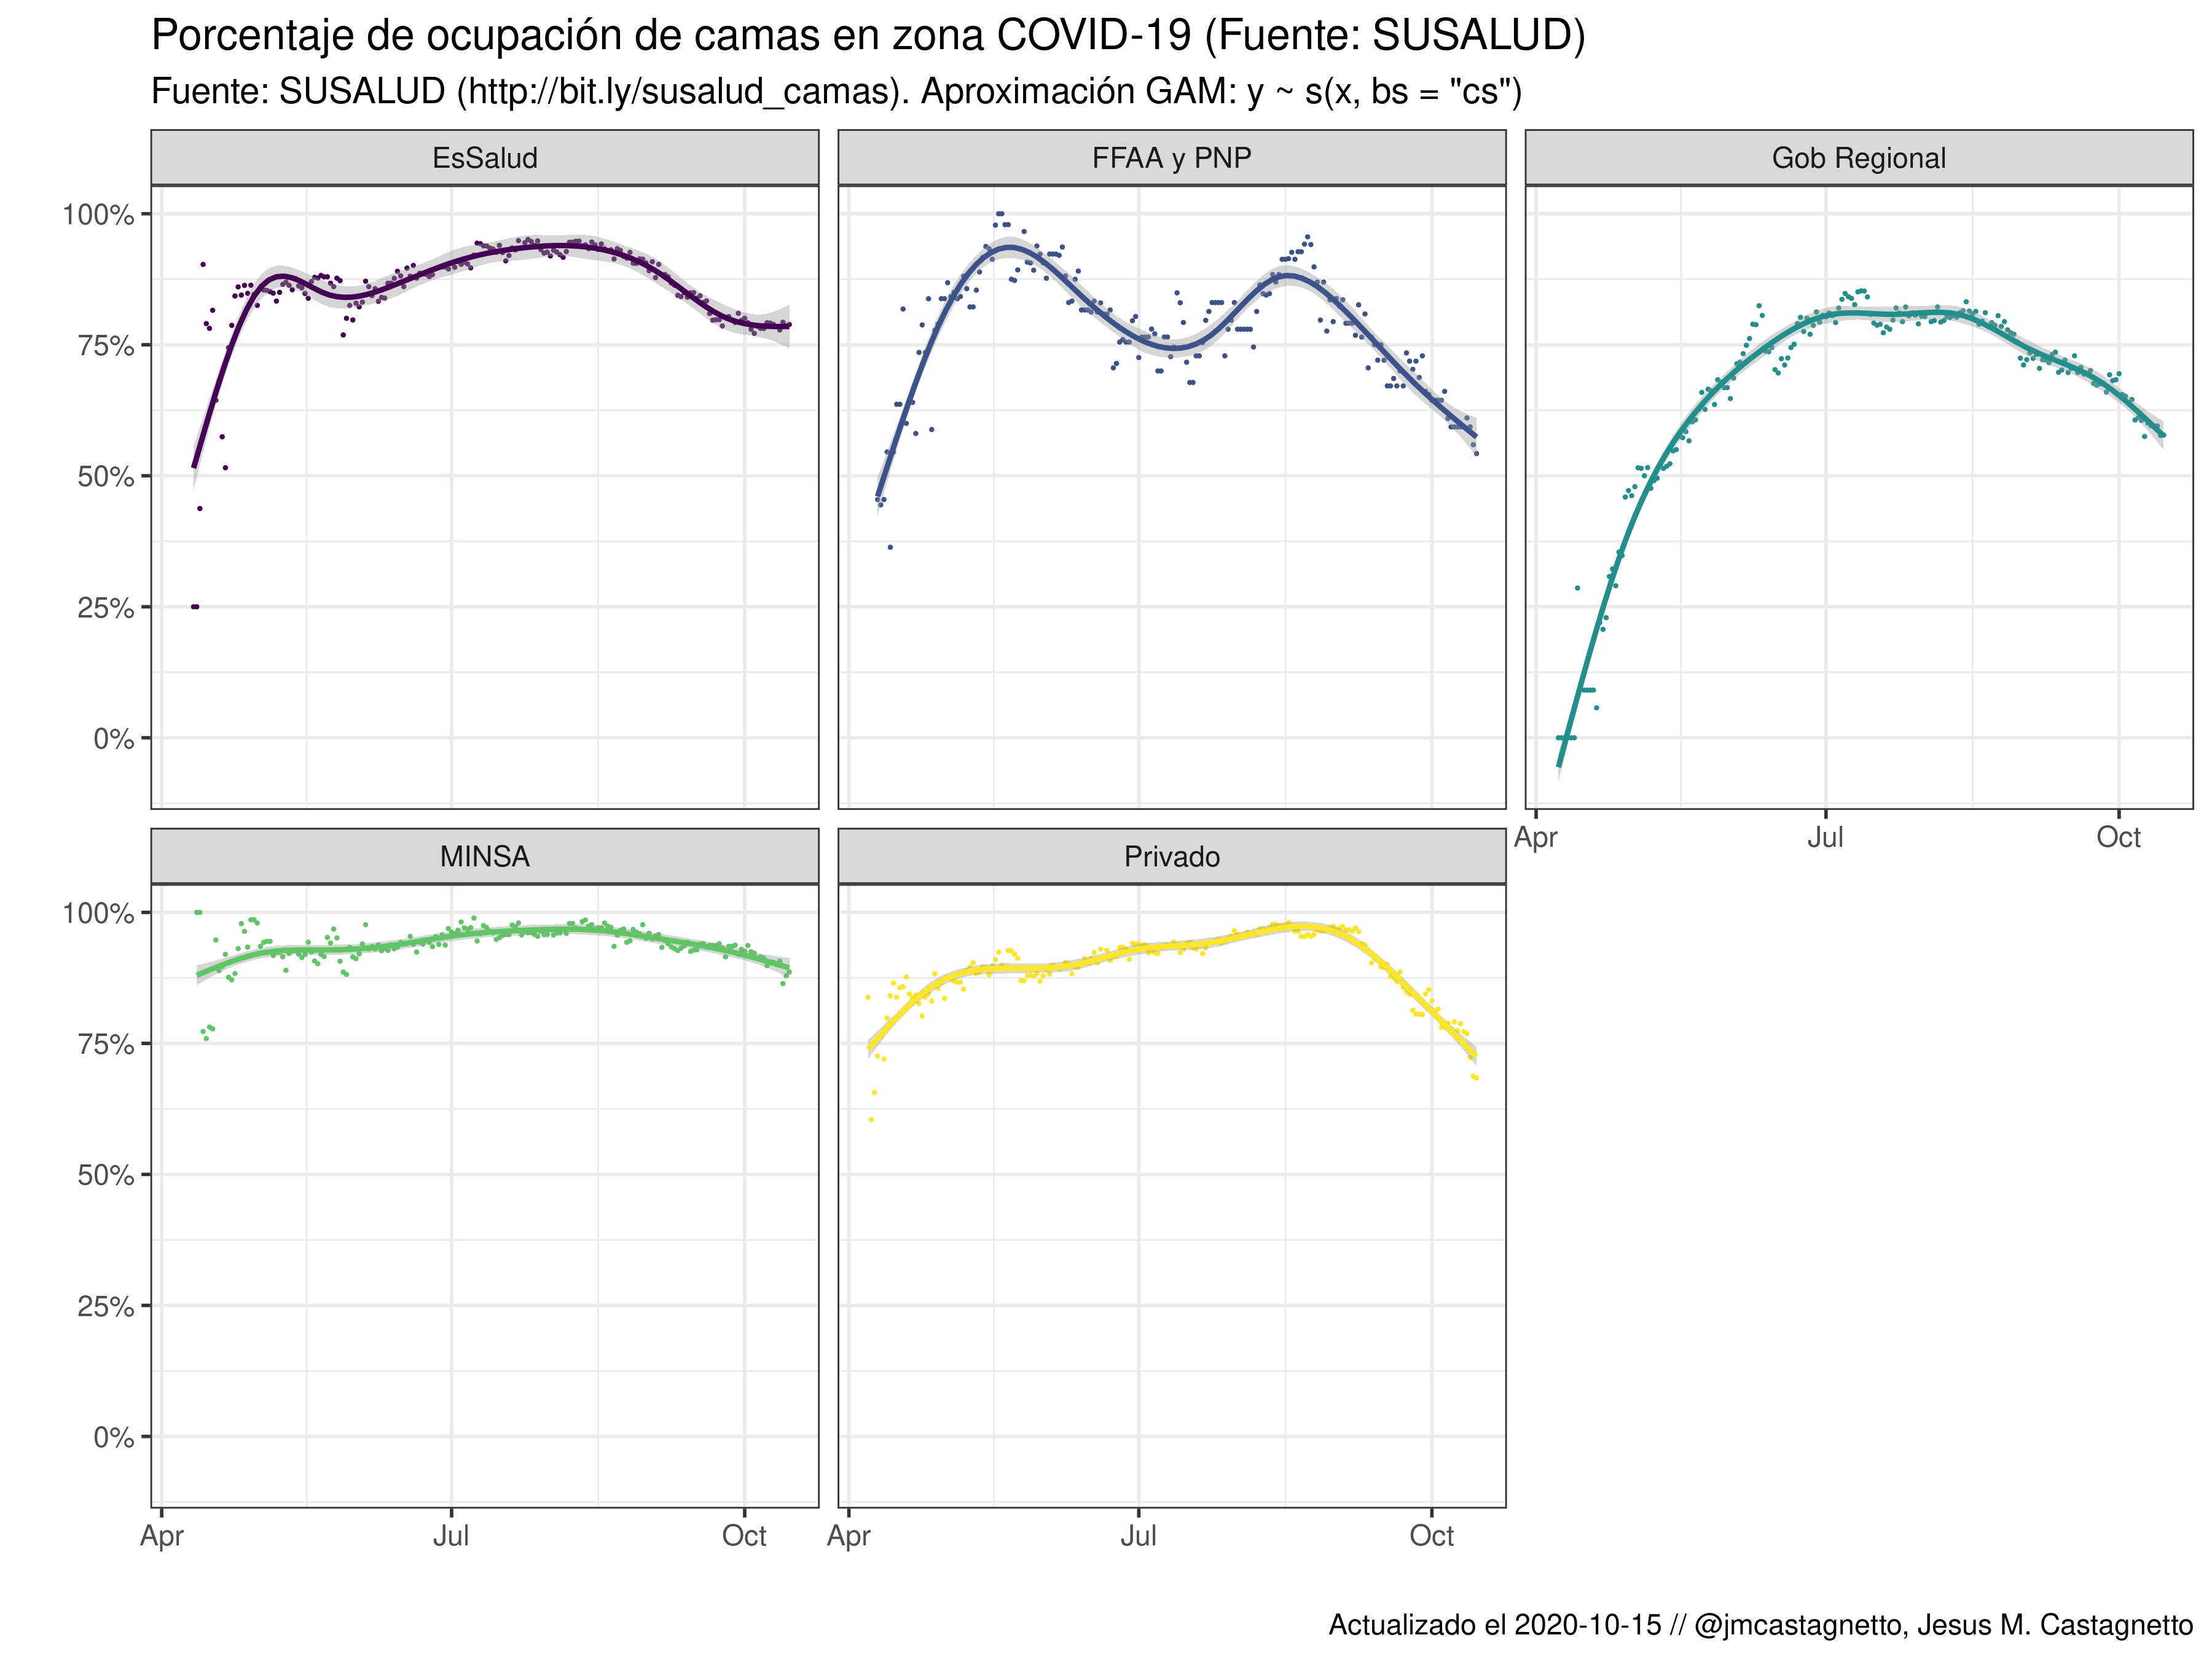 Porcentaje de ocupación de camas en zona COVID-19 (Fuente: SUSALUD)
Fuente: SUSALUD (http://bit.ly/susalud_camas). Aproximación GAM: y ~ s(x, bs = "cs")
EsSalud
FFAA y PNP
Gob Regional
100%
75%
50%
25%
0%
Apr
Jul
Oct
MINSA
Privado
100%
75%
50%
25%
0%
Apr
Jul
Oct
Apr
Jul
Oct
Actualizado el 2020-10-15 // @jmcastagnetto, Jesus M. Castagnetto